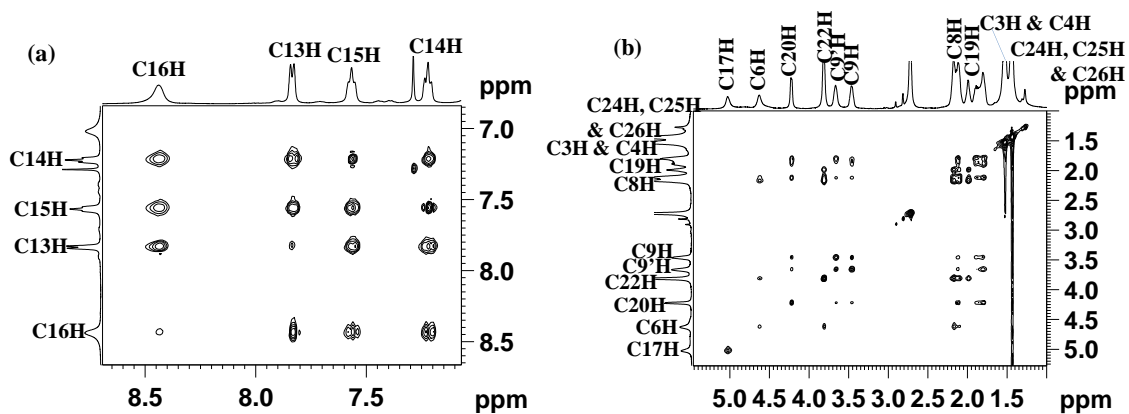 (a)
C16H
C13H
C15H
C14H
ppm
C14H
C15H
C13H
C16H
7.0
7.5
8.0
8.5
8.5
8.0
7.5
ppm
(b)
C17H
C6H
C20H
C22H
C9'H
C9H
C8H
C19H
C3H & C4H
C24H, C25H
& C26H
ppm
C24H, C25H
& C26H
C3H & C4H
C19H
C8H
C9H
C9'H
C22H
C20H
C6H
C17H
1.5
2.0
2.5
3.0
3.5
4.0
4.5
5.0
5.0 4.5 4.0 3.5 3.0 2.5 2.0 1.5
ppm